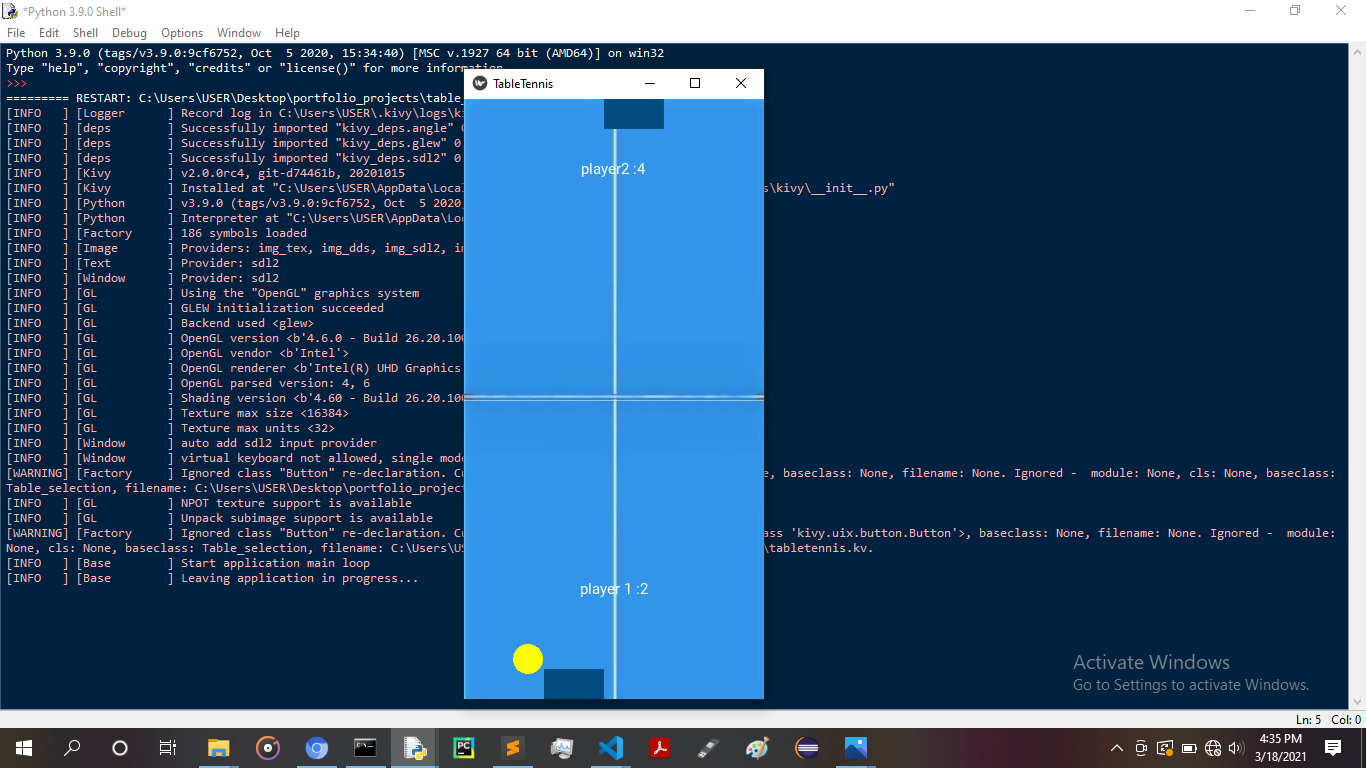 *Python 3.9.0 Shell*
File Edit Shell Debug Options Window Help
Python 3.9.0 (tags/v3.9.0:9cf6752, Oct  5 2020, 15:34:40) [MSC v.1927 64 bit (AMD64)] on win32
Type "help", "copyright", "credits" or "license()" for more information
>>>
========= RESTART: C:\Users\USER\Desktop\portfolio_projects\table_
[INFO   ] [Logger      ] Record log in C:\Users\USER\.kivy\logs\ki
[INFO   ] [deps        ] Successfully imported "kivy_deps.angle" 0
[INFO   ] [deps        ] Successfully imported "kivy_deps.glew" 0.
[INFO   ] [deps        ] Successfully imported "kivy_deps.sdl2" 0.
[INFO   ] [Kivy        ] v2.0.0rc4, git-d74461b, 20201015
[INFO   ] [Kivy        ] Installed at "C:\Users\USER\AppData\Loca s\kivy\__init__.py"
[INFO   ] [Python      ] v3.9.0 (tags/v3.9.0:9cf6752, Oct  5 2020
[INFO   ] [Python      ] Interpreter at "C:\Users\USER\AppData\Loc
[INFO   ] [Factory     ] 186 symbols loaded
[INFO   ] [Image       ] Providers: img_tex, img_dds, img_sdl2, im
[INFO   ] [Text        ] Provider: sdl2
[INFO   ] [Window      ] Provider: sdl2
[INFO   ] [GL          ] Using the "OpenGL" graphics system
[INFO   ] [GL          ] GLEW initialization succeeded
[INFO   ] [GL          ] Backend used <glew>
[INFO   ] [GL          ] OpenGL version <b'4.6.0 - Build 26.20.100
[INFO   ] [GL          ] OpenGL vendor <b'Intel'>
[INFO   ] [GL          ] OpenGL renderer <b'Intel(R) UHD Graphics
[INFO   ] [GL          ] OpenGL parsed version: 4, 6
[INFO   ] [GL          ] Shading version <b'4.60 - Build 26.20.100
[INFO   ] [GL          ] Texture max size <16384>
[INFO   ] [GL          ] Texture max units <32>
[INFO   ] [Window      ] auto add sdl2 input provider
[INFO   ] [Window      ] virtual keyboard not allowed, single mode
[WARNING] [Factory     ] Ignored class "Button" re-declaration. Cu e, baseclass: None, filename: None. Ignored -  module: None, cls: None, baseclass:
Table_selection, filename: C:\Users\USER\Desktop\portfolio_project
[INFO   ] [GL          ] NPOT texture support is available
[INFO   ] [GL          ] Unpack subimage support is available
[WARNING] [Factory     ] Ignored class "Button" re-declaration. Cu ass 'kivy.uix.button.Button'>, baseclass: None, filename: None. Ignored -  module:
None, cls: None, baseclass: Table_selection, filename: C:\Users\US \tabletennis.kv.
[INFO   ] [Base        ] Start application main loop
[INFO   ] [Base        ] Leaving application in progress...
TableTennis
player2 :4
player 1 :2
Activate Windows
Go to Settings to activate Windows.
Ln: 5 Col: 0
4:35 PM
3/18/2021